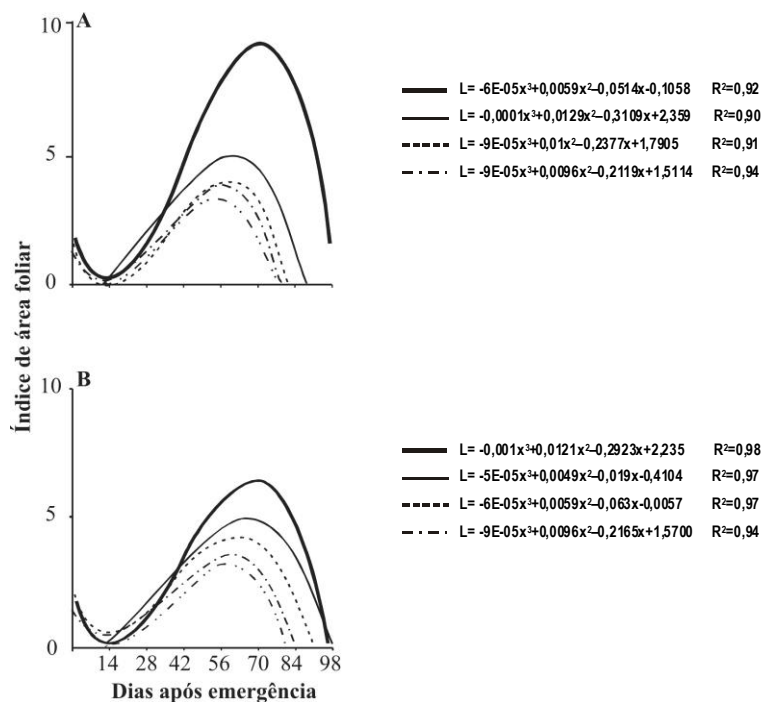 A
10
5
0
L= -6E-05x³+0,0059x²–0,0514x-0,1058 R²=0,92
L= -0,0001x³+0,0129x²–0,3109x+2,359 R²=0,90
L= -9E-05x³+0,01x²–0,2377x+1,7905 R²=0,91
L= -9E-05x³+0,0096x²–0,2119x+1,5114 R²=0,94
Índice de área foliar
B
10
5
0
14 28 42 56 70 84 98
Dias após emergência
L= -0,001x³+0,0121x²–0,2923x+2,235 R²=0,98
L= -5E-05x³+0,0049x²–0,019x-0,4104 R²=0,97
L= -6E-05x³+0,0059x²–0,063x-0,0057 R²=0,97
L= -9E-05x³+0,0096x²–0,2165x+1,5700 R²=0,94